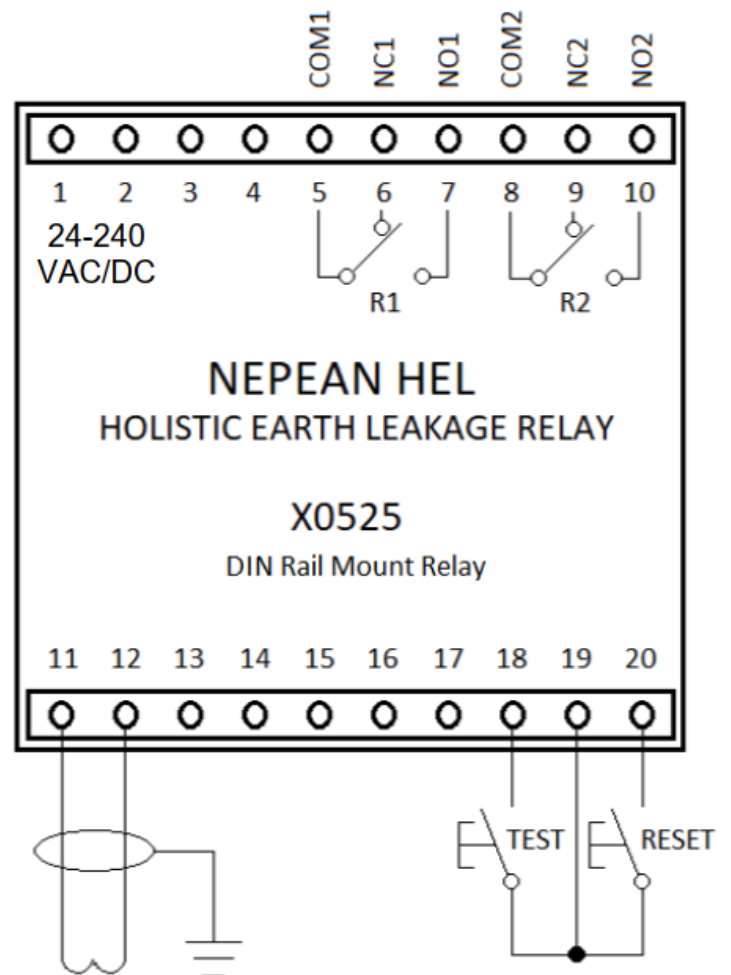 COM1 NC1 NO1 COM2 NC2 NO2
1 2 3 4 5 6 7 8 9 10
24-240
VAC/DC
R1 R2
NEPEAN HEL
HOLISTIC EARTH LEAKAGE RELAY
X0525
DIN Rail Mount Relay
11 12 13 14 15 16 17 18 19 20
TEST RESET